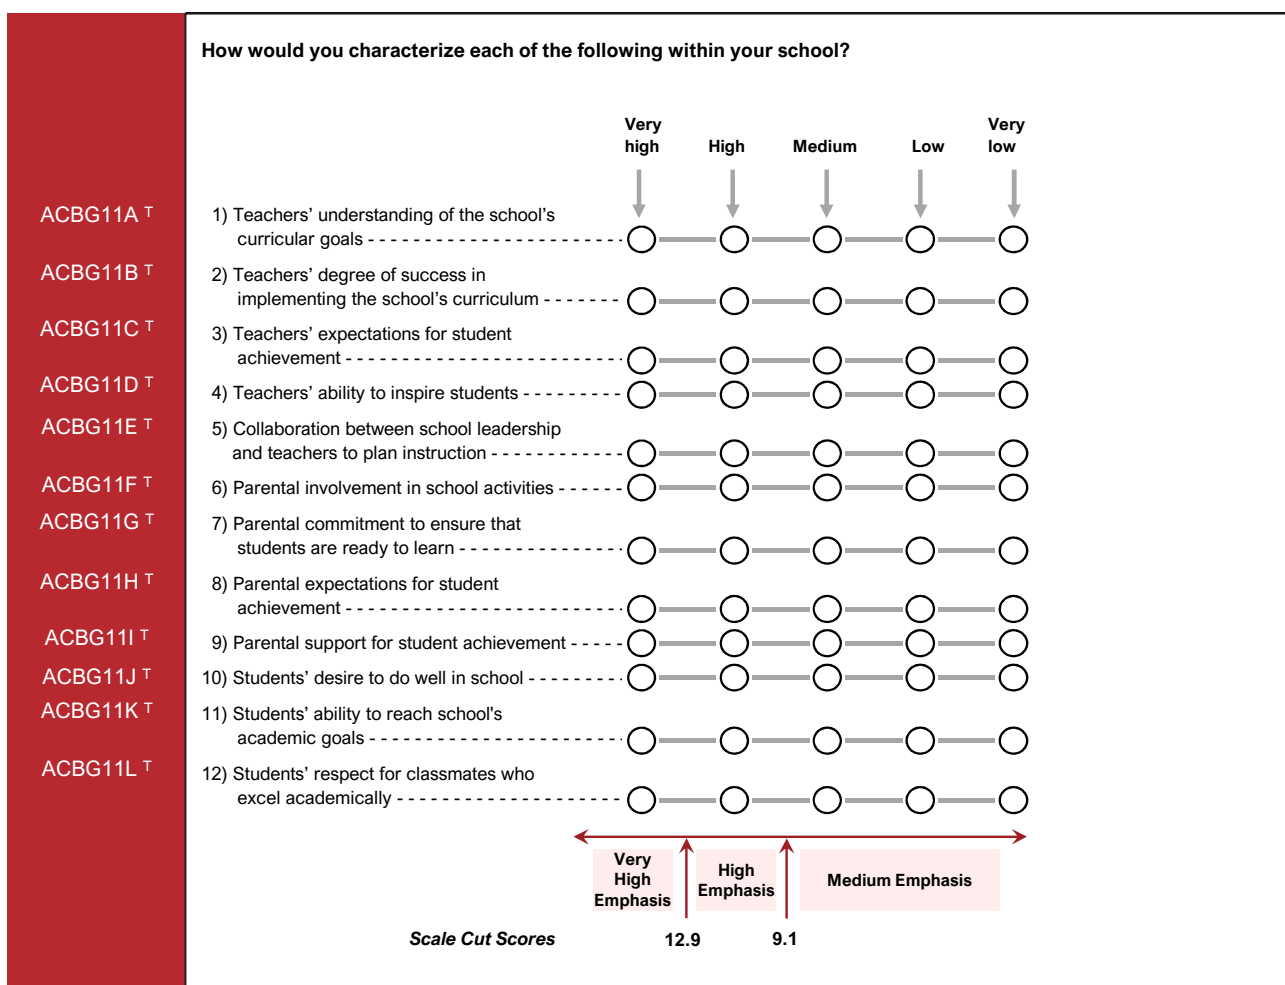 How would you characterize each of the following within your school?
Very high
High
Medium
Low
Very low
ACBG11A T
1) Teachers’ understanding of the school’s
curricular goals
ACBG11B T
2) Teachers’ degree of success in
implementing the school’s curriculum
ACBG11C T
3) Teachers’ expectations for student
achievement
ACBG11D T
4) Teachers’ ability to inspire students
ACBG11E T
5) Collaboration between school leadership
and teachers to plan instruction
ACBG11F T
6) Parental involvement in school activities
ACBG11G T
7) Parental commitment to ensure that
students are ready to learn
ACBG11H T
8) Parental expectations for student
achievement
ACBG11I T
9) Parental support for student achievement
ACBG11J T
10) Students’ desire to do well in school
ACBG11K T
11) Students’ ability to reach school's
academic goals
ACBG11L T
12) Students’ respect for classmates who
excel academically
Very
High
Emphasis
High
Emphasis
Medium Emphasis
Scale Cut Scores
12.9
9.1